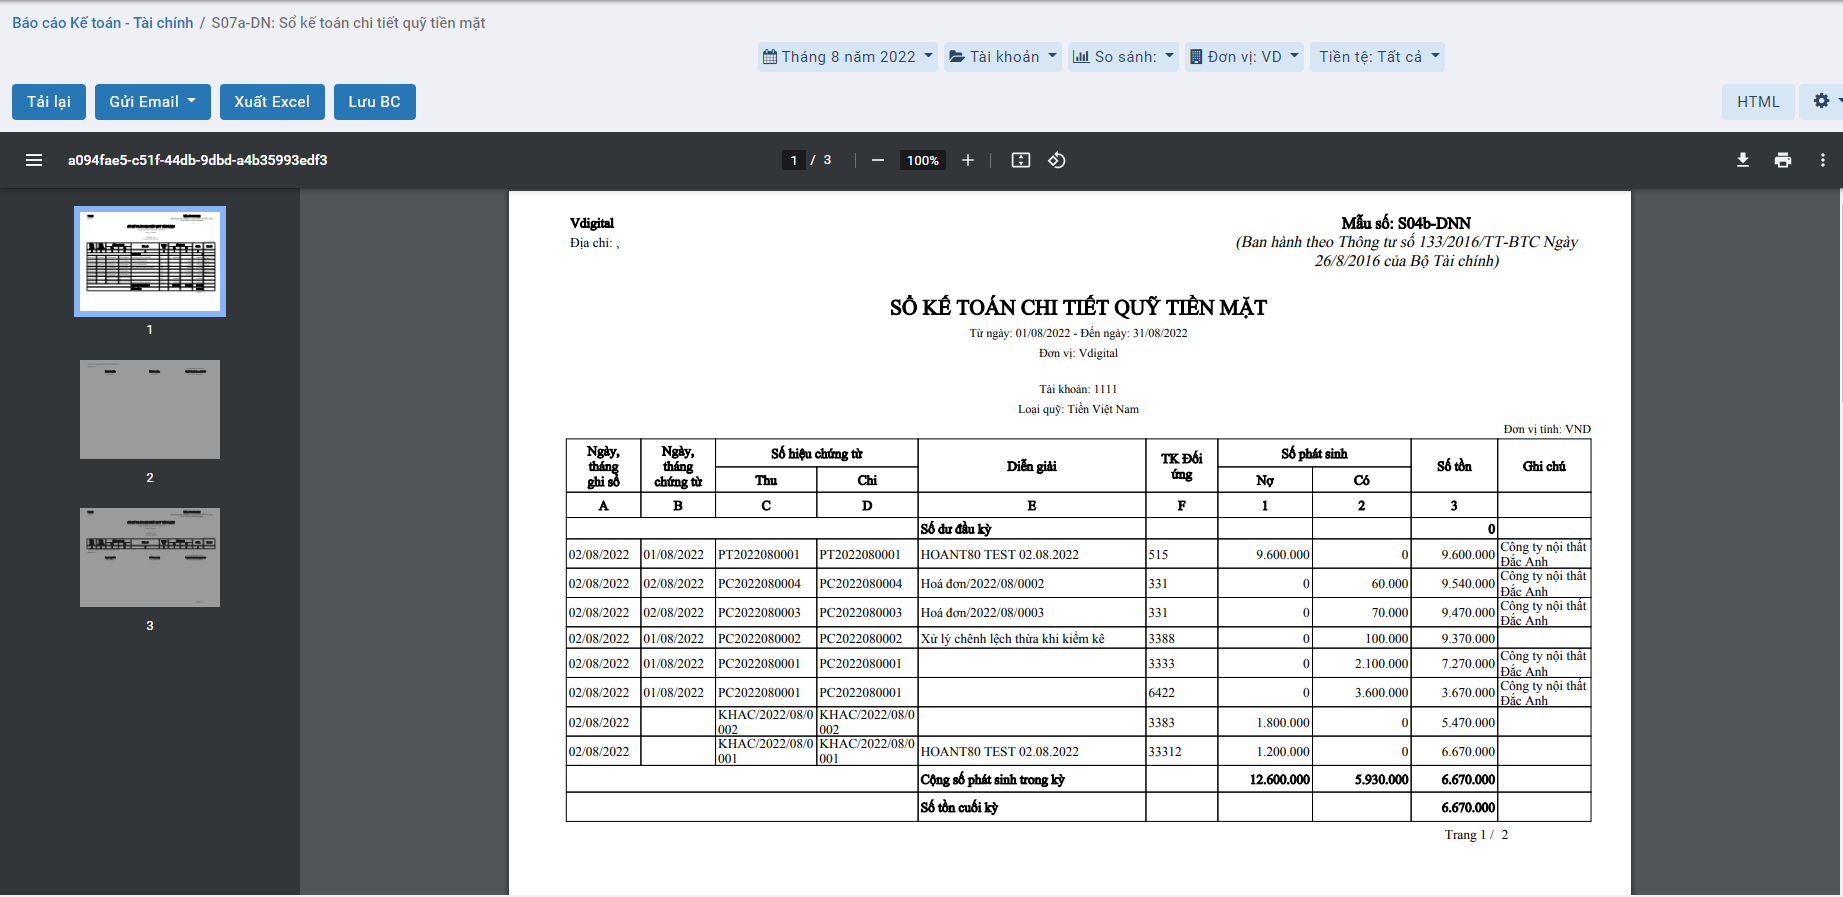 Báo cáo Kế toán - Tài chính / S07a-DN: Sổ kế toán chi tiết quỹ tiền mặt
Tháng 8 năm 2022 Tài khoản So sánh: Đơn vị: VD Tiền tệ: Tất cả
Tải lại Gửi Email Xuất Excel Lưu BC HTML
a094fae5-c51f-44db-9dbd-a4b35993edf3 1 / 3 100%
1
2
3
Vdigital
Địa chỉ: ,
Mẫu số: S04b-DNN
(Ban hành theo Thông tư số 133/2016/TT-BTC Ngày
26/8/2016 của Bộ Tài chính)
SỔ KẾ TOÁN CHI TIẾT QUỸ TIỀN MẶT
Từ ngày: 01/08/2022 - Đến ngày: 31/08/2022
Đơn vị: Vdigital
Tài khoản: 1111
Loại quỹ: Tiền Việt Nam
Đơn vị tính: VND
Ngày, tháng ghi sổ Ngày, tháng chứng từ Số hiệu chứng từ Diễn giải TK Đối ứng Số phát sinh Số tồn Ghi chú
Thu Chi Nợ Có
A B C D E F 1 2 3
Số dư đầu kỳ 0
02/08/2022 01/08/2022 PT2022080001 PT2022080001 HOANT80 TEST 02.08.2022 515 9.600.000 0 9.600.000 Công ty nội thất Đắc Anh
02/08/2022 02/08/2022 PC2022080004 PC2022080004 Hoá đơn/2022/08/0002 331 0 60.000 9.540.000 Công ty nội thất Đắc Anh
02/08/2022 02/08/2022 PC2022080003 PC2022080003 Hoá đơn/2022/08/0003 331 0 70.000 9.470.000 Công ty nội thất Đắc Anh
02/08/2022 01/08/2022 PC2022080002 PC2022080002 Xử lý chênh lệch thừa khi kiểm kê 3388 0 100.000 9.370.000
02/08/2022 01/08/2022 PC2022080001 PC2022080001 3333 0 2.100.000 7.270.000 Công ty nội thất Đắc Anh
02/08/2022 01/08/2022 PC2022080001 PC2022080001 6422 0 3.600.000 3.670.000 Công ty nội thất Đắc Anh
02/08/2022 KHAC/2022/08/0002 KHAC/2022/08/0002 3383 1.800.000 0 5.470.000
02/08/2022 KHAC/2022/08/0001 KHAC/2022/08/0001 HOANT80 TEST 02.08.2022 33312 1.200.000 0 6.670.000
Cộng số phát sinh trong kỳ 12.600.000 5.930.000 6.670.000
Số tồn cuối kỳ 6.670.000
Trang 1 / 2